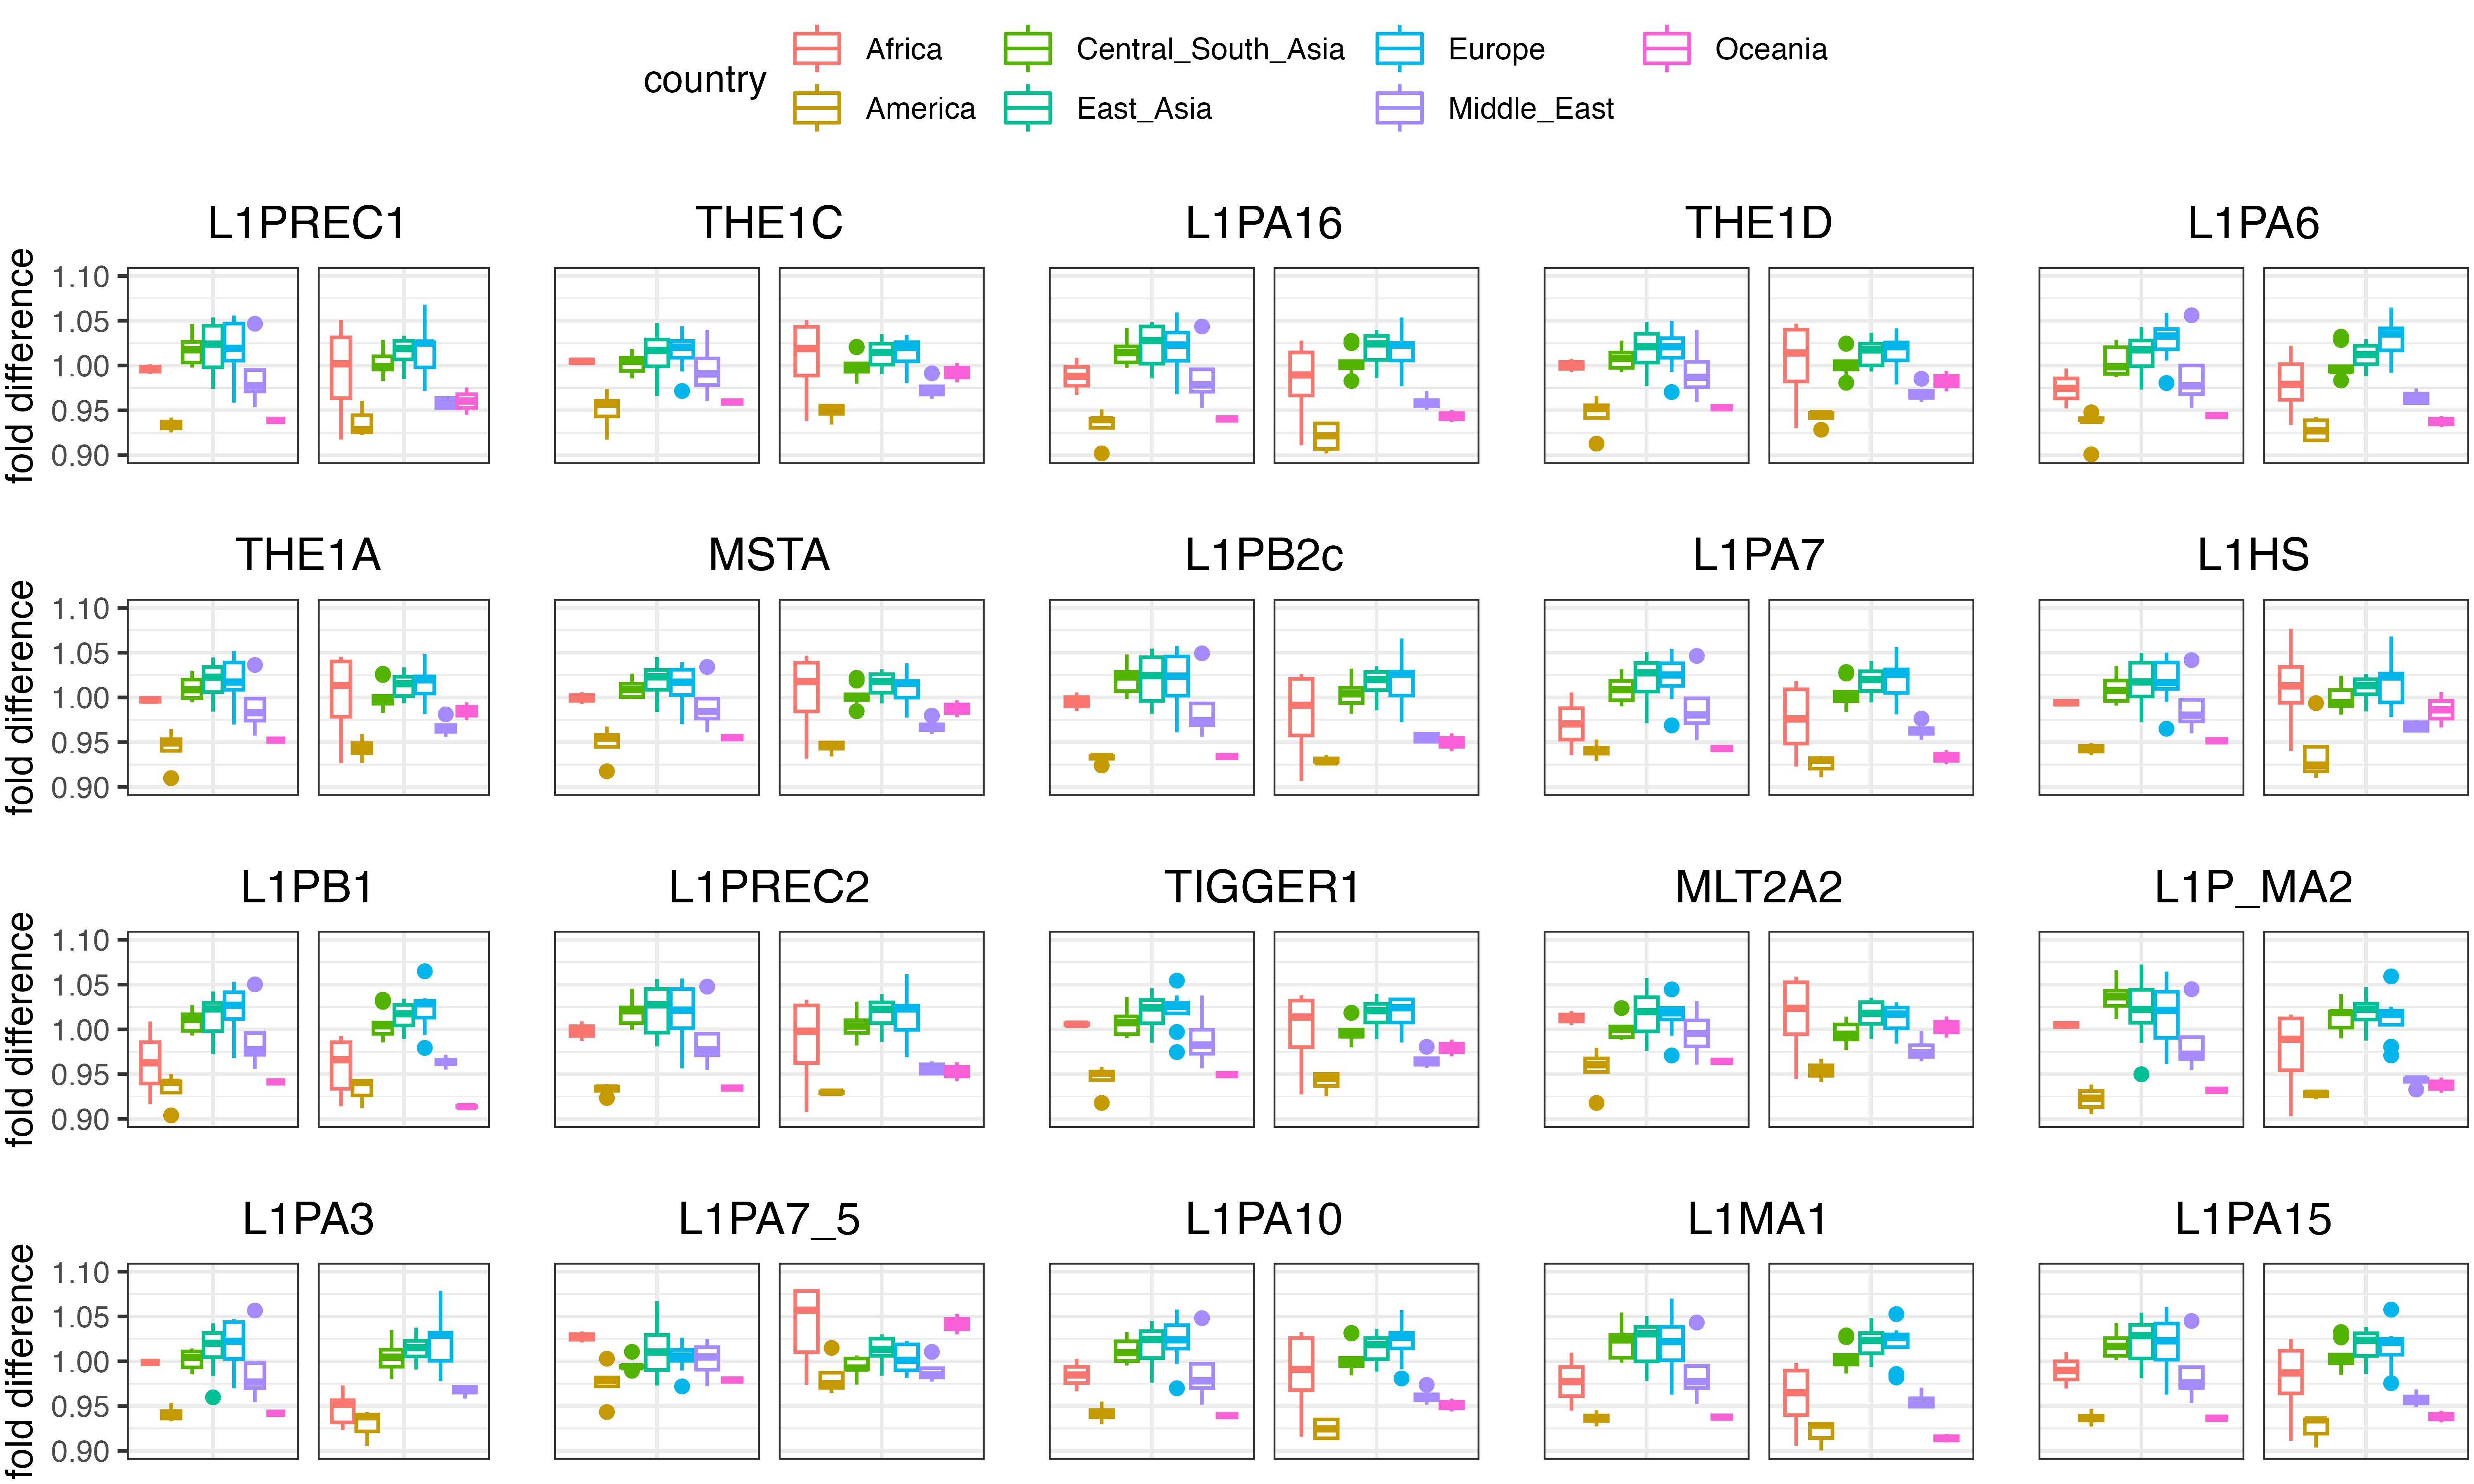 country
Africa
Central_South_Asia
Europe
Oceania
America
East_Asia
Middle_East
L1PREC1
THE1C
L1PA16
THE1D
L1PA6
fold difference
1.10
1.05
1.00
0.95
0.90
THE1A
MSTA
L1PB2c
L1PA7
L1HS
fold difference
1.10
1.05
1.00
0.95
0.90
L1PB1
L1PREC2
TIGGER1
MLT2A2
L1P_MA2
fold difference
1.10
1.05
1.00
0.95
0.90
L1PA3
L1PA7_5
L1PA10
L1MA1
L1PA15
fold difference
1.10
1.05
1.00
0.95
0.90